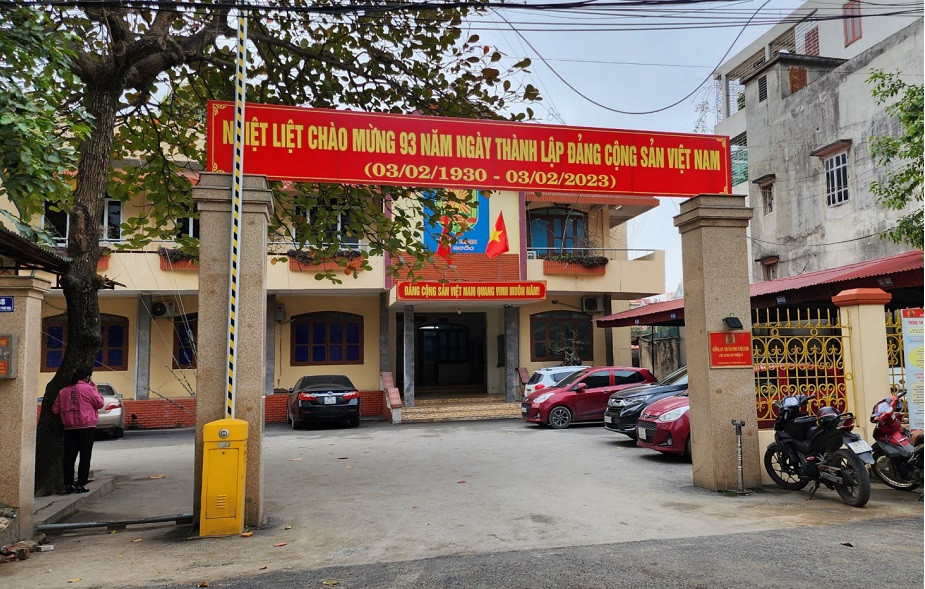 NHIỆT LIỆT CHÀO MỪNG 93 NĂM NGÀY THÀNH LẬP ĐẢNG CỘNG SẢN VIỆT NAM
(03/02/1930 - 03/02/2023)
ĐẢNG CỘNG SẢN VIỆT NAM QUANG VINH MUÔN NĂM!